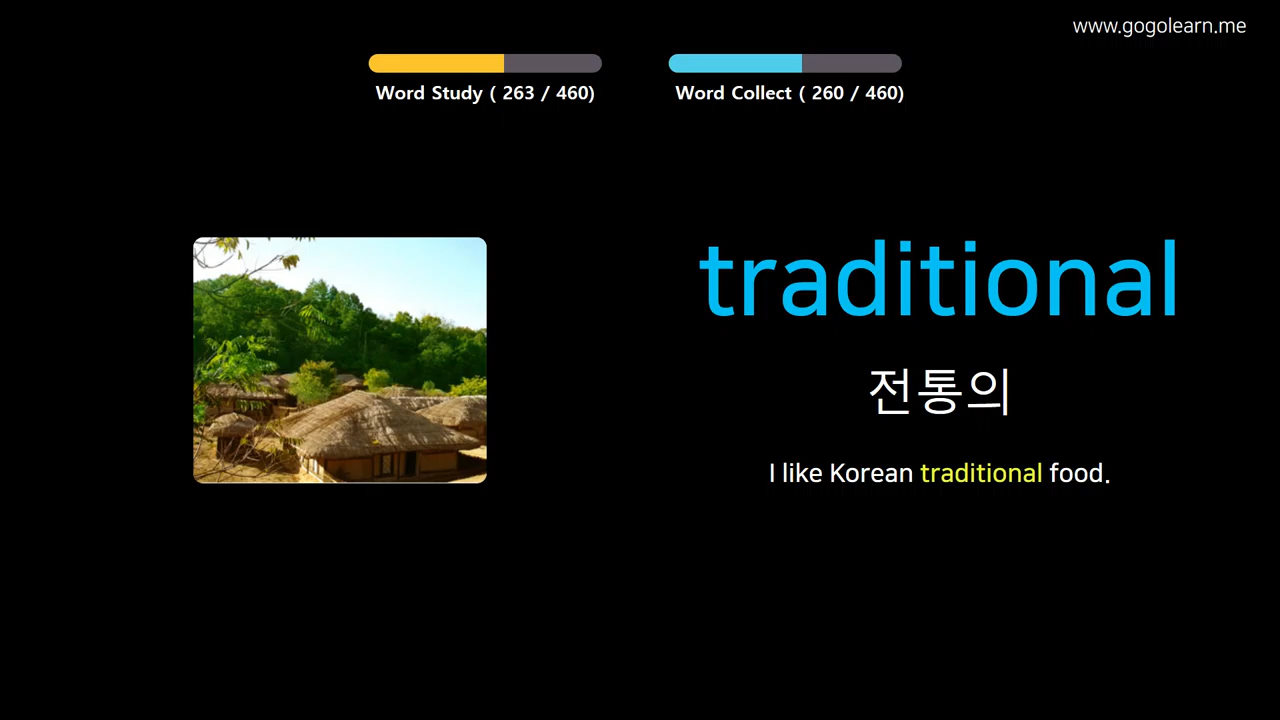 www.gogolearn.me
Word Study ( 263 / 460)
Word Collect ( 260 / 460)
traditional
전통의
I like Korean traditional food.